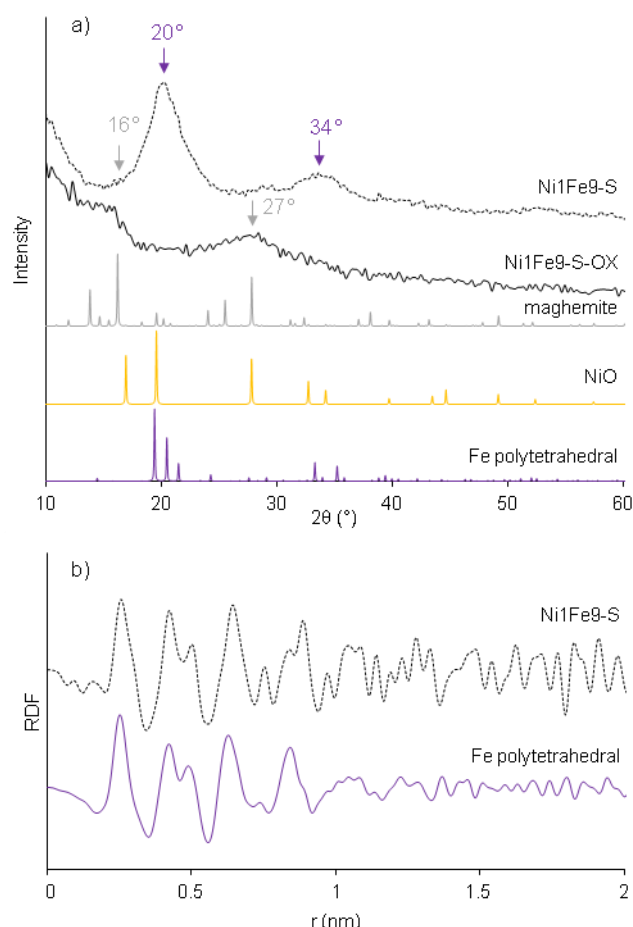 a)
20°
16°
34°
Ni1Fe9-S
27°
Ni1Fe9-S-OX
maghemite
NiO
Fe polytetrahedral
Intensity
10 20 30 40 50 60
2θ (°)
b)
Ni1Fe9-S
Fe polytetrahedral
RDF
0 0.5 1 1.5 2
r (nm)